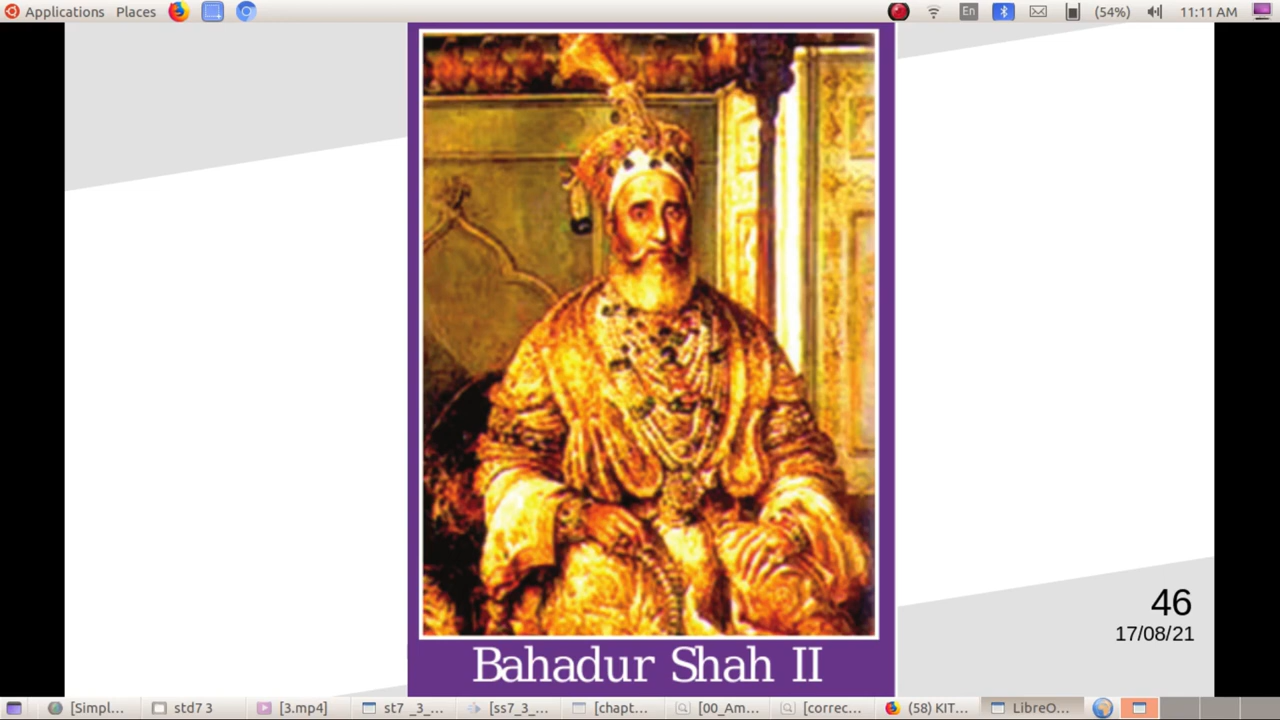 Applications Places En (54%) 11:11 AM
46
17/08/21
Bahadur Shah II
[Simpl... std7 3 [3.mp4] st7 _3_... [ss7_3_... [chapt... [00_Am... [correc... (58) KIT... LibreO...